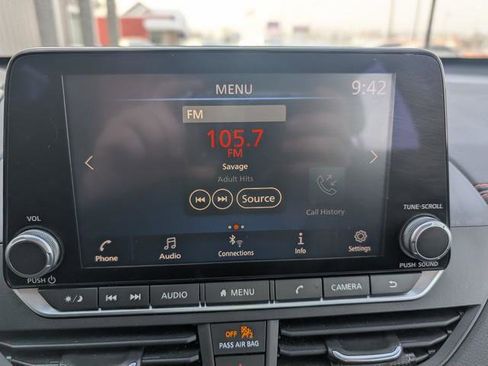 MENU
9:42
FM
105.7
FM
Savage
Adult Hits
Source
Call History
VOL
TUNE·SCROLL
Phone
Audio
Connections
Info
Settings
PUSH
PUSH SOUND
AUDIO
MENU
CAMERA
OFF
PASS AIR BAG